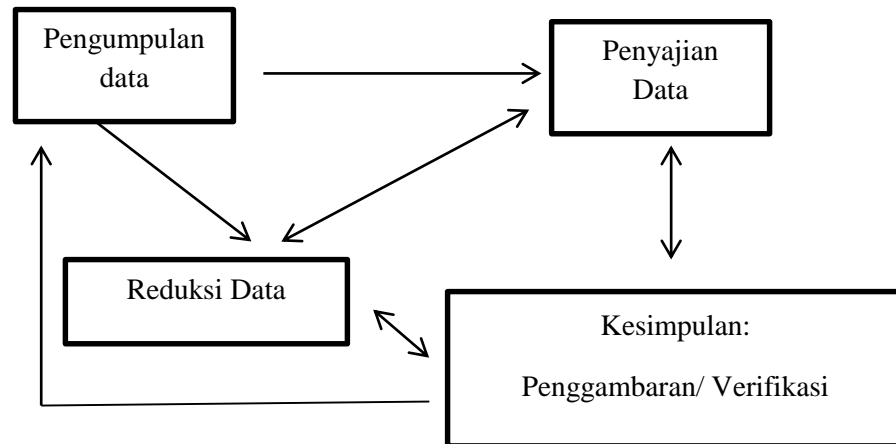 Pengumpulan
data
Penyajian
Data
Reduksi Data
Kesimpulan:
Penggambaran/ Verifikasi